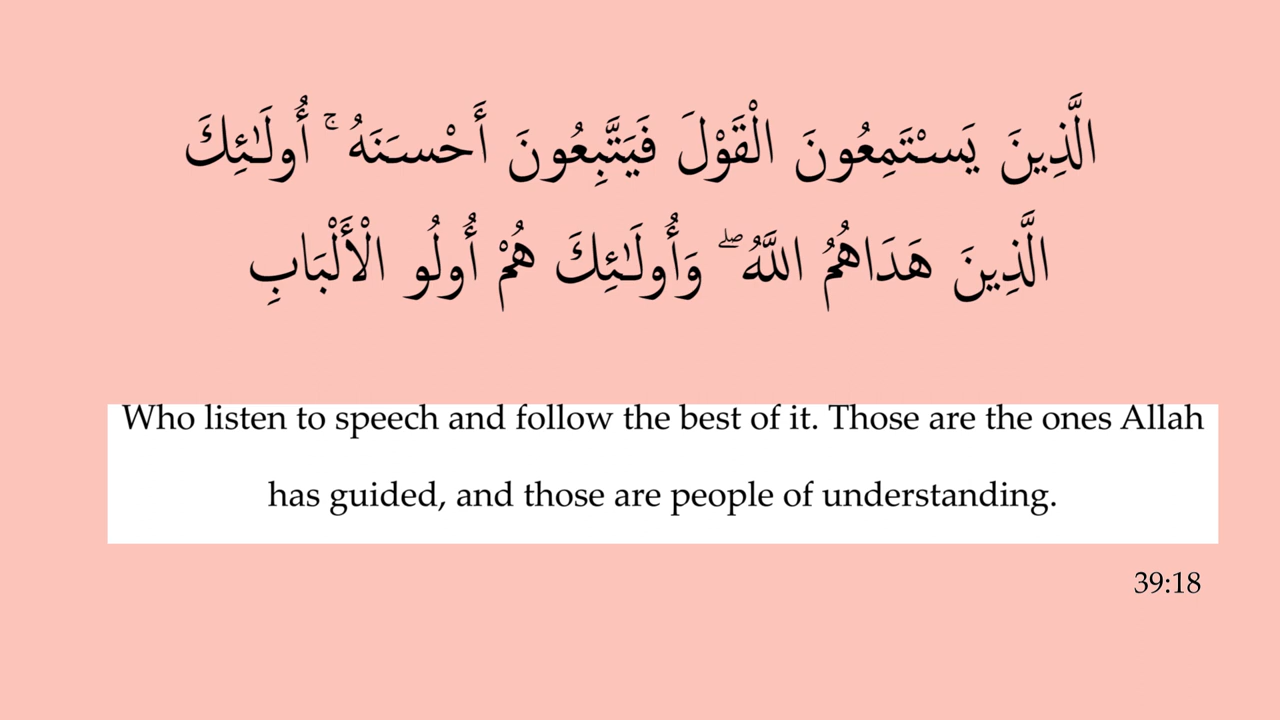 الَّذِينَ يَسْتَمِعُونَ الْقَوْلَ فَيَتَّبِعُونَ أَحْسَنَهُ ۚ أُولَٰئِكَ
الَّذِينَ هَدَاهُمُ اللَّهُ ۖ وَأُولَٰئِكَ هُمْ أُولُو الْأَلْبَابِ
Who listen to speech and follow the best of it. Those are the ones Allah
has guided, and those are people of understanding.
39:18